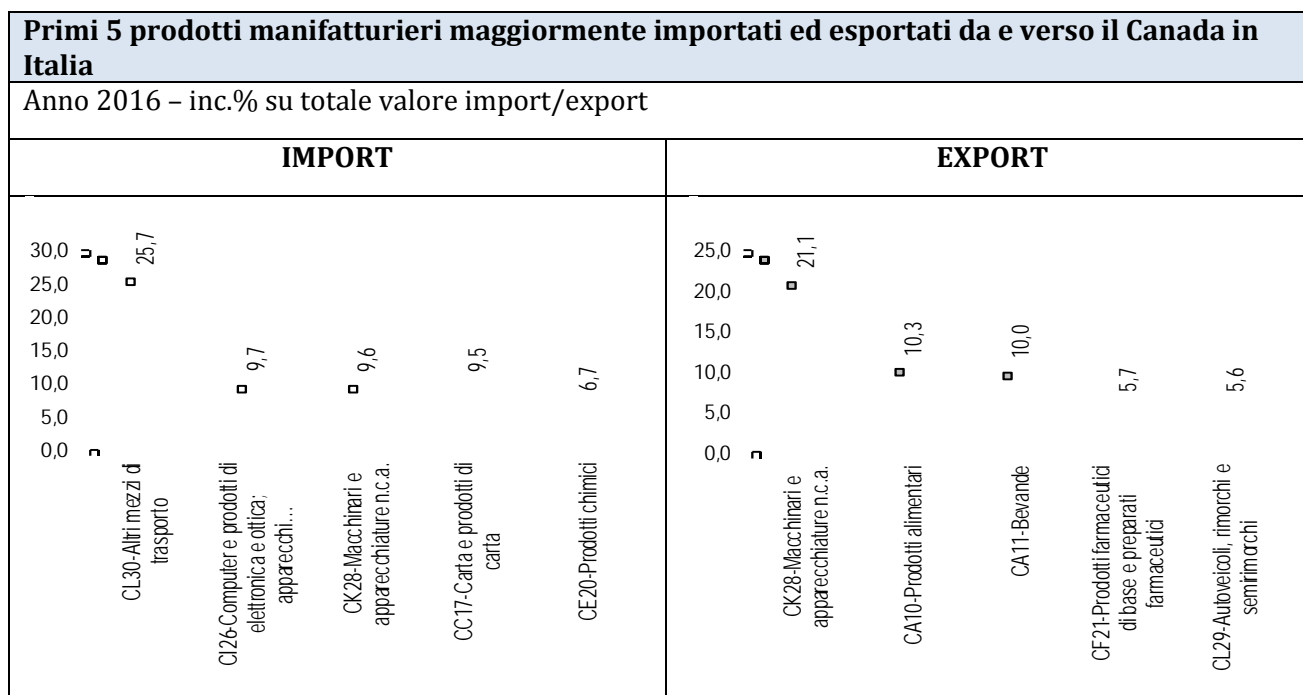 Primi 5 prodotti manifatturieri maggiormente importati ed esportati da e verso il Canada in
Italia
Anno 2016 – inc.% su totale valore import/export
IMPORT
30,0
25,0
20,0
15,0
10,0
5,0
0,0
25,7
9,7
9,6
9,5
6,7
CL30-Altri mezzi di
trasporto
CI26-Computer e prodotti di
elettronica e ottica;
apparecchi...
CK28-Macchinari e
apparecchiature n.c.a.
CC17-Carta e prodotti di
carta
CE20-Prodotti chimici
EXPORT
25,0
20,0
15,0
10,0
5,0
0,0
21,1
10,3
10,0
5,7
5,6
CK28-Macchinari e
apparecchiature n.c.a.
CA10-Prodotti alimentari
CA11-Bevande
CF21-Prodotti farmaceutici
di base e preparati
farmaceutici
CL29-Autoveicoli, rimorchi e
semirimorchi